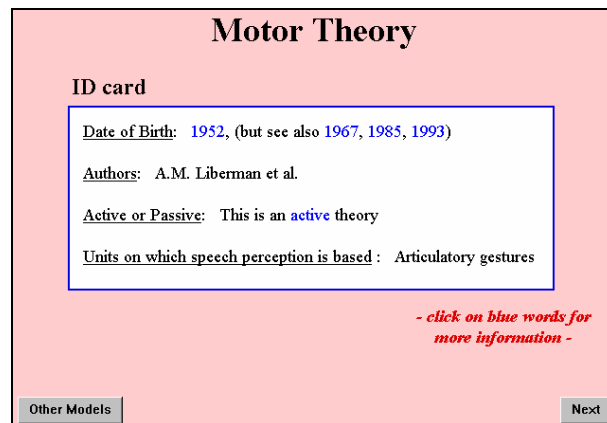 Motor Theory
ID card
Date of Birth: 1952, (but see also 1967, 1985, 1993)
Authors: A.M. Liberman et al.
Active or Passive: This is an active theory
Units on which speech perception is based : Articulatory gestures
- click on blue words for
more information -
Other Models
Next